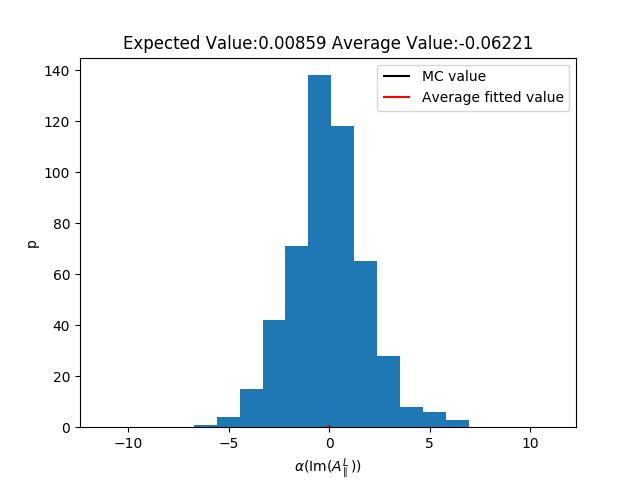 Expected Value:0.00859 Average Value:-0.06221
MC value
Average fitted value
140
120
100
80
60
40
20
0
p
−10 −5 0 5 10
α(Im(A_∥^L))